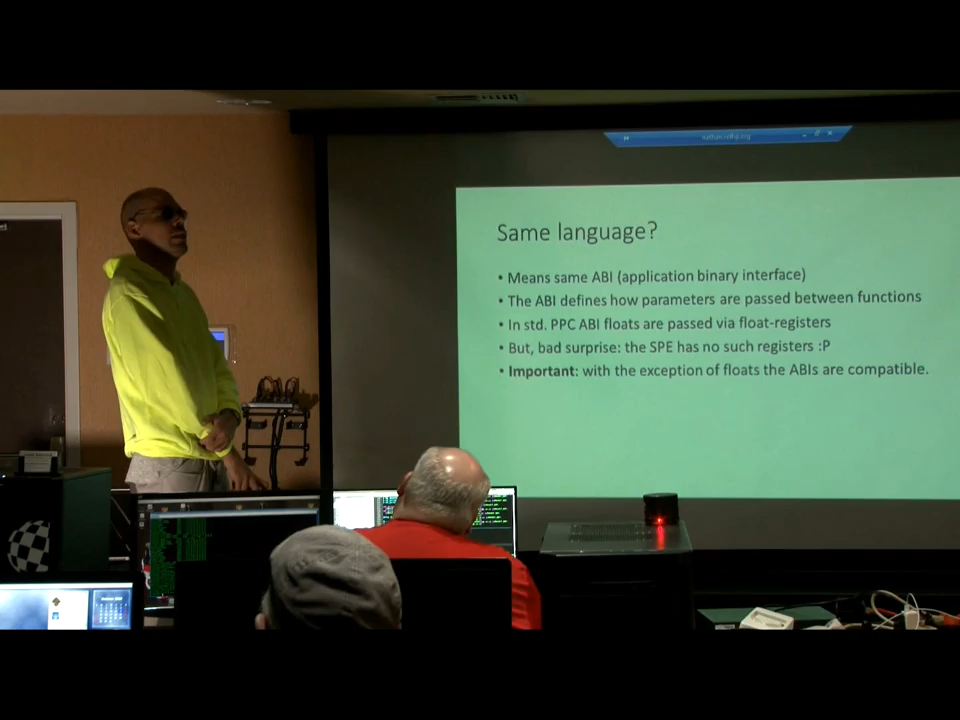 Same language?
• Means same ABI (application binary interface)
• The ABI defines how parameters are passed between functions
• In std. PPC ABI floats are passed via float-registers
• But, bad surprise: the SPE has no such registers :P
• Important: with the exception of floats the ABIs are compatible.